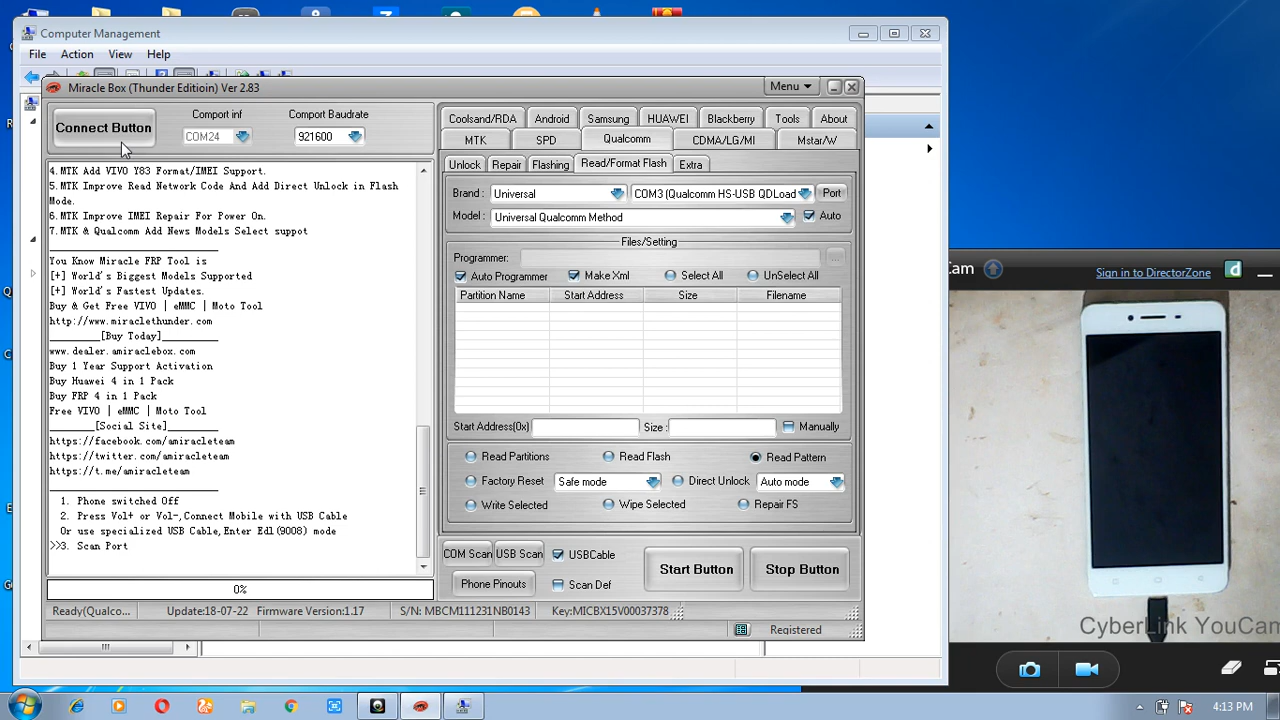 Computer Management
File Action View Help
Miracle Box (Thunder Editioin) Ver 2.83
Menu
Connect Button
Comport inf
COM24
Comport Baudrate
921600
Coolsand/RDA Android Samsung HUAWEI Blackberry Tools About
MTK SPD Qualcomm CDMA/LG/MI Mstar/W
Unlock Repair Flashing Read/Format Flash Extra
Brand : Universal COM3 (Qualcomm HS-USB QDLoad Port
Model : Universal Qualcomm Method Auto
Files/Setting
Programmer: ...
Auto Programmer Make Xml Select All UnSelect All
Partition Name Start Address Size Filename
Start Address(0x) Size : Manually
Read Partitions Read Flash Read Pattern
Factory Reset Safe mode Direct Unlock Auto mode
Write Selected Wipe Selected Repair FS
COM Scan USB Scan USBCable
Phone Pinouts Scan Def
Start Button Stop Button
4.MTK Add VIVO Y83 Format/IMEI Support.
5.MTK Improve Read Network Code And Add Direct Unlock in Flash
Mode.
6.MTK Improve IMEI Repair For Power On.
7.MTK & Qualcomm Add News Models Select suppot
You Know Miracle FRP Tool is
[+] World's Biggest Models Supported
[+] World's Fastest Updates.
Buy & Get Free VIVO | eMMC | Moto Tool
http://www.miraclethunder.com
________[Buy Today]________
www.dealer.amiraclebox.com
Buy 1 Year Support Activation
Buy Huawei 4 in 1 Pack
Buy FRP 4 in 1 Pack
Free VIVO | eMMC | Moto Tool
_______[Social Site]_______
https://facebook.com/amiracleteam
https://twitter.com/amiracleteam
https://t.me/amiracleteam
1. Phone switched Off
2. Press Vol+ or Vol-,Connect Mobile with USB Cable
Or use specialized USB Cable,Enter Edl(9008) mode
>>3. Scan Port
0%
Ready(Qualco... Update:18-07-22 Firmware Version:1.17 S/N: MBCM111231NB0143 Key:MICBX15V00037378
Registered
Cam
Sign in to DirectorZone
CyberLink YouCam
4:13 PM